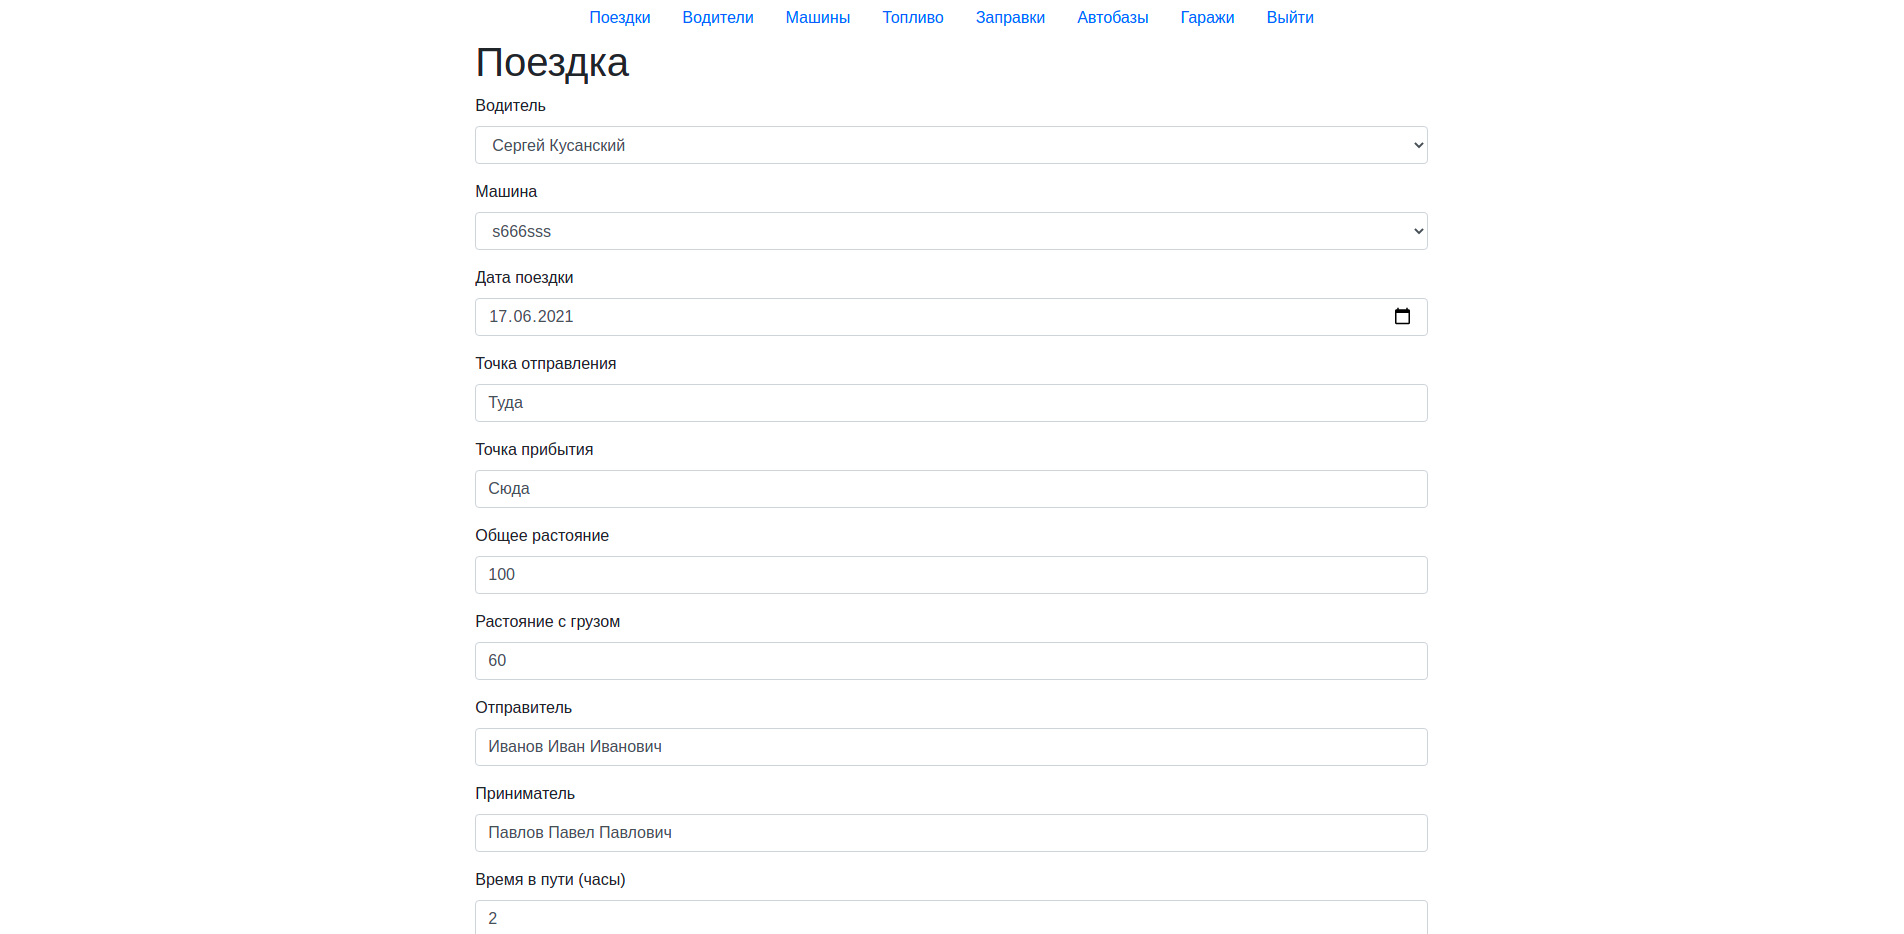 Поездки Водители Машины Топливо Заправки Автобазы Гаражи Выйти
Поездка
Водитель
Сергей Кусанский
Машина
s666sss
Дата поездки
17.06.2021
Точка отправления
Туда
Точка прибытия
Сюда
Общее растояние
100
Растояние с грузом
60
Отправитель
Иванов Иван Иванович
Приниматель
Павлов Павел Павлович
Время в пути (часы)
2